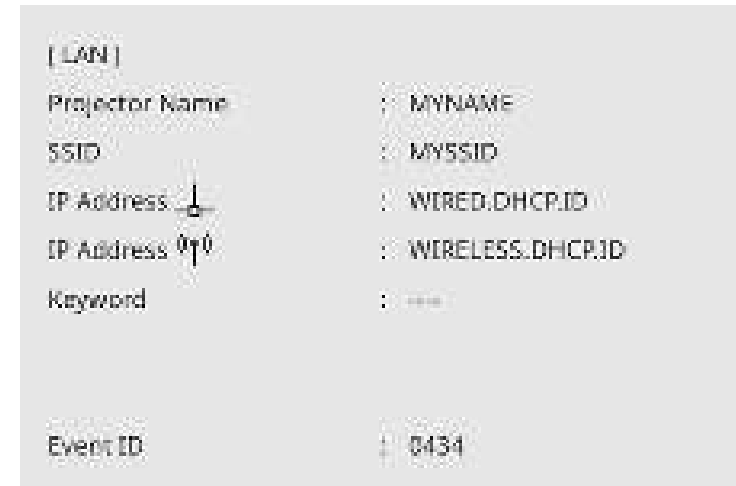 [ LAN ]
Projector Name : MYNAME
SSID : MYSSID
IP Address : WIRED.DHCP.ID
IP Address : WIRELESS.DHCP.ID
Keyword : ----
Event ID : 0434